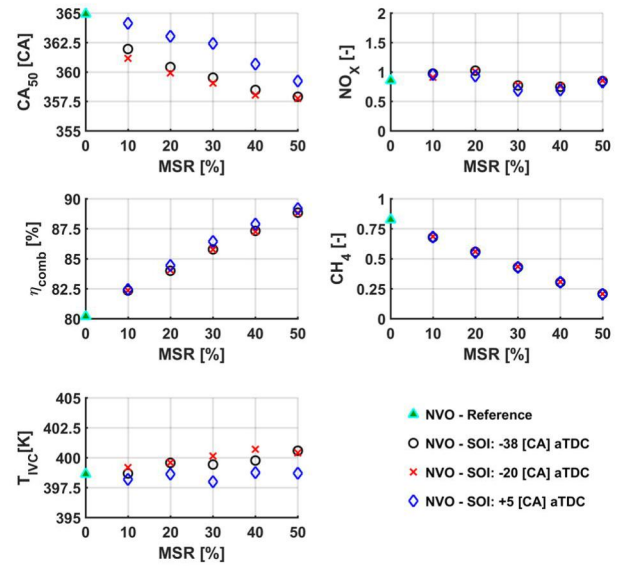 365
362.5
360
357.5
355
CA50 [CA]
0 10 20 30 40 50
MSR [%]
2
1.5
1
0.5
0
NOX [-]
0 10 20 30 40 50
MSR [%]
90
87.5
85
82.5
80
ηcomb [%]
0 10 20 30 40 50
MSR [%]
1
0.75
0.5
0.25
0
CH4 [-]
0 10 20 30 40 50
MSR [%]
405
402.5
400
397.5
395
TIVC[K]
0 10 20 30 40 50
MSR [%]
NVO - Reference
NVO - SOI: -38 [CA] aTDC
NVO - SOI: -20 [CA] aTDC
NVO - SOI: +5 [CA] aTDC